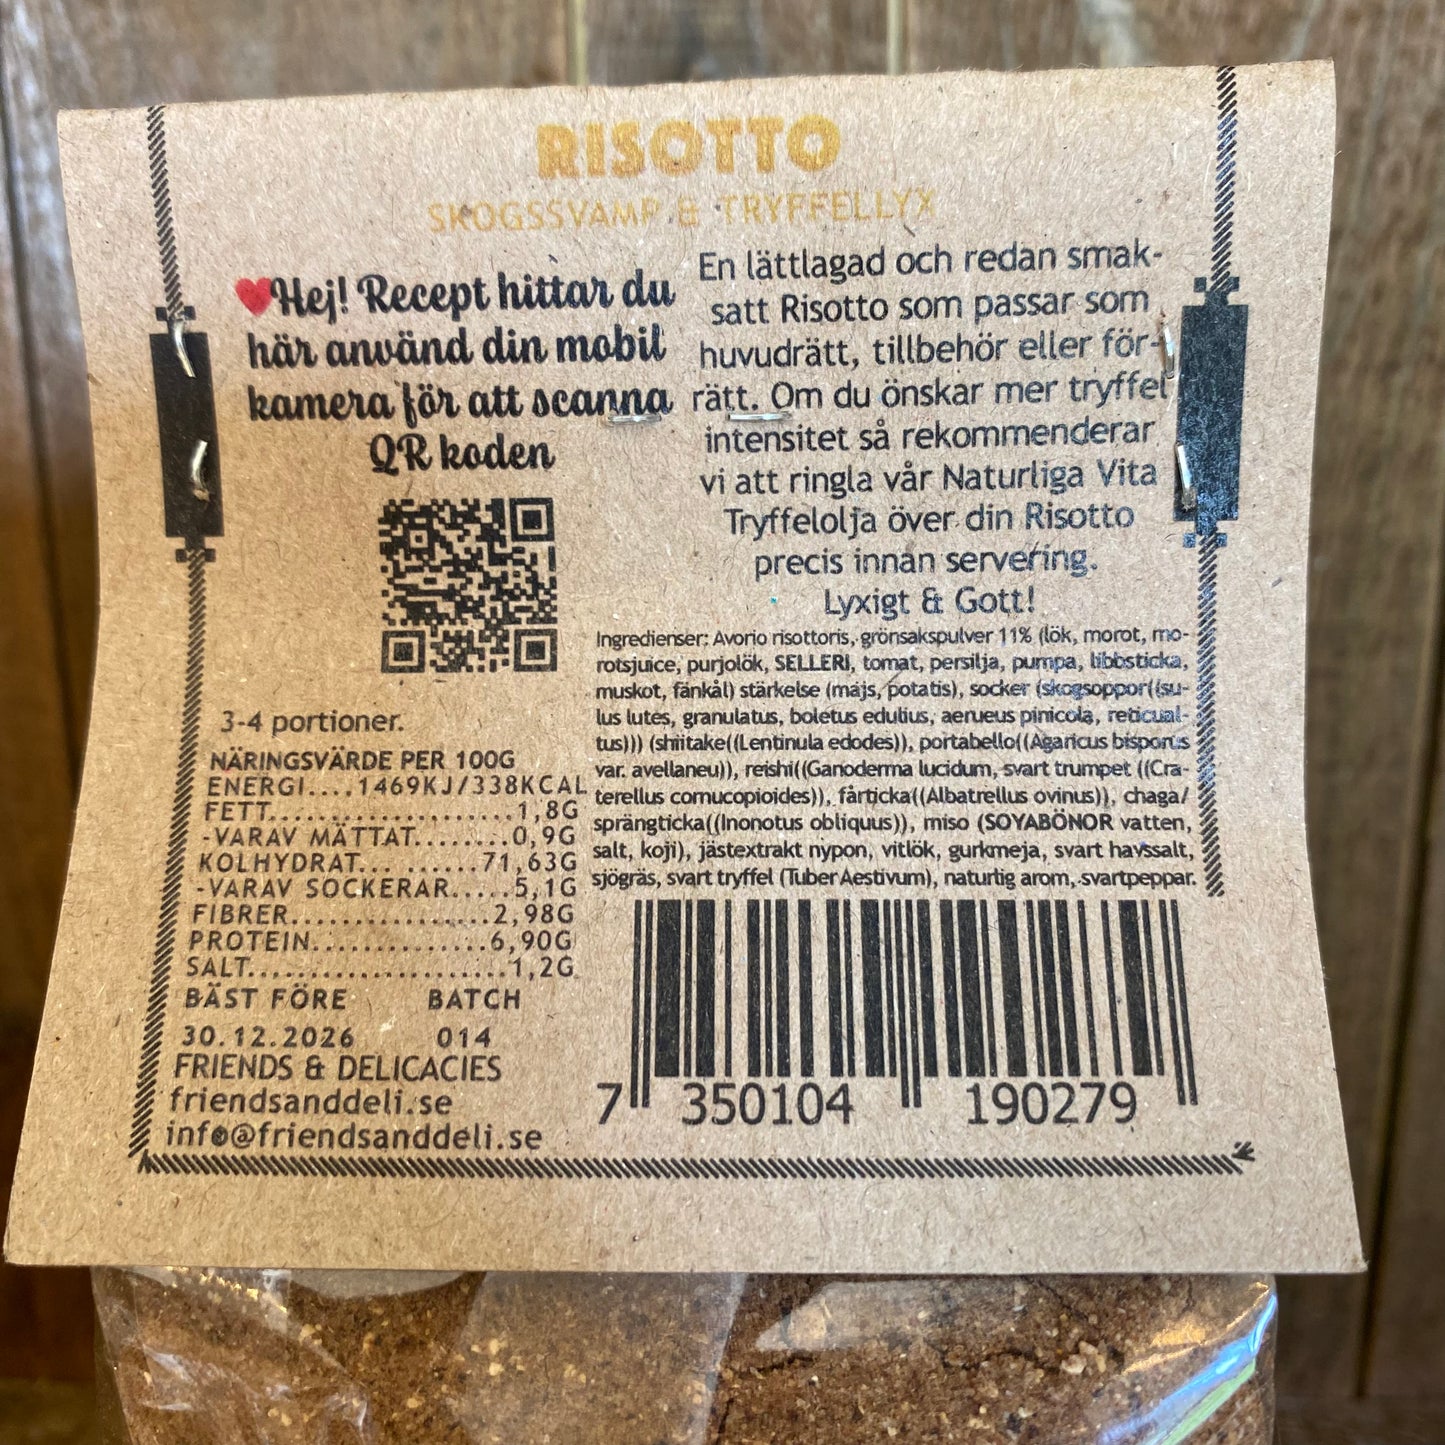 RISOTTO
SKOGSSVAMP & TRYFFELLYX
Hej! Recept hittar du
här använd din mobil
kamera för att scanna
QR koden
En lättlagad och redan smak-
satt Risotto som passar som
huvudrätt, tillbehör eller för-
rätt. Om du önskar mer tryffel
intensitet så rekommenderar
vi att ringla vår Naturliga Vita
Tryffelolja över din Risotto
precis innan servering.
Lyxigt & Gott!
Ingredienser: Avorio risottoris, grönsakspulver 11% (lök, morot, mo-
rotsjuice, purjolök, SELLERI, tomat, persilja, pumpa, libbsticka,
muskot, fänkål) stärkelse (majs, potatis), socker (skogsoppor((su-
lus lutes, granulatus, boletus edulius, aerueus pinicola, reticual-
tus))) (shiitake((Lentinula edodes)), portabello((Agaricus bisporus
var. avellaneu)), reishi((Ganoderma lucidum, svart trumpet ((Cra-
terellus cornucopioides)), fårticka((Albatrellus ovinus)), chaga/
sprängticka((Inonotus obliquus)), miso (SOYABÖNOR vatten,
salt, koji), jästextrakt nypon, vitlök, gurkmeja, svart havssalt,
sjögräs, svart tryffel (Tuber Aestivum), naturlig arom, svartpeppar.
3-4 portioner.
NÄRINGSVÄRDE PER 100G
ENERGI....1469KJ/338KCAL
FETT......................1,8G
-VARAV MÄTTAT........0,9G
KOLHYDRAT... .......71,63G
-VARAV SOCKERAR.....5,1G
FIBRER..................2,98G
PROTEIN...............6,90G
SALT.......................1,2G
BÄST FÖRE BATCH
30.12.2026 014
FRIENDS & DELICACIES
friendsanddeli.se
info@friendsanddeli.se
7 350104 190279